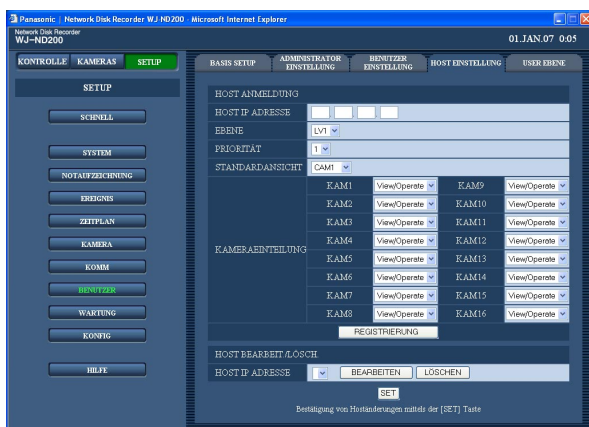 Panasonic | Network Disk Recorder WJ-ND200 - Microsoft Internet Explorer
Network Disk Recorder
WJ-ND200
01.JAN.07 0:05
KONTROLLE KAMERAS SETUP
BASIS SETUP
ADMINISTRATOR EINSTELLUNG
BENUTZER EINSTELLUNG
HOST EINSTELLUNG
USER EBENE
SETUP
SCHNELL
SYSTEM
NOTAUFZEICHNUNG
EREIGNIS
ZEITPLAN
KAMERA
KOMM
BENUTZER
WARTUNG
KONFIG
HILFE
HOST ANMELDUNG
HOST IP ADRESSE . . .
EBENE LV1
PRIORITÄT 1
STANDARDANSICHT CAM1
KAMERAEINTEILUNG
KAM1 View/Operate KAM9 View/Operate
KAM2 View/Operate KAM10 View/Operate
KAM3 View/Operate KAM11 View/Operate
KAM4 View/Operate KAM12 View/Operate
KAM5 View/Operate KAM13 View/Operate
KAM6 View/Operate KAM14 View/Operate
KAM7 View/Operate KAM15 View/Operate
KAM8 View/Operate KAM16 View/Operate
REGISTRIERUNG
HOST BEARBEIT./LÖSCH.
HOST IP ADRESSE BEARBEITEN LÖSCHEN
SET
Bestätigung von Hoständerungen mittels der [SET] Taste